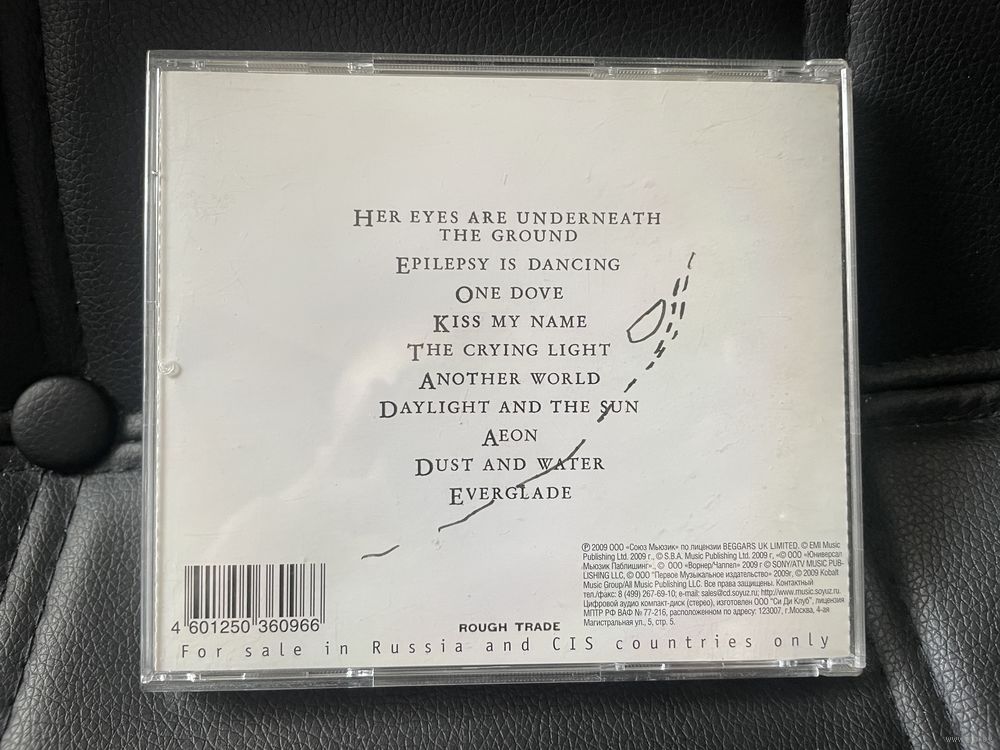 HER EYES ARE UNDERNEATH
THE GROUND
EPILEPSY IS DANCING
ONE DOVE
KISS MY NAME
THE CRYING LIGHT
ANOTHER WORLD
DAYLIGHT AND THE SUN
AEON
DUST AND WATER
EVERGLADE
℗ 2009 ООО «Союз Мьюзик» по лицензии BEGGARS UK LIMITED, © EMI Music
Publishing Ltd. 2009 г., © S.B.A. Music Publishing Ltd. 2009 г, «© ООО «Юниверсал
Мьюзик Паблишинг»., © ООО «Ворнер/Чаппел» 2009 г © SONY/ATV MUSIC PUB-
LISHING LLC, © ООО "Первое Музыкальное издательство» 2009г, © 2009 Kobalt
Music Group/All Music Publishing LLC. Все права защищены. Контактный
тел./факс: 8 (499) 267-69-10; e-mail: sales@cd.soyuz.ru; http://www.music.soyuz.ru.
Цифровой аудио компакт-диск (стерео), изготовлен ООО "Си Ди Клуб", лицензия
МПТР РФ ВАФ № 77-216, расположенном по адресу: 123007, г.Москва, 4-ая
Магистральная ул., 5, стр. 5.
4 601250 360966
ROUGH TRADE
For sale in Russia and CIS countries only